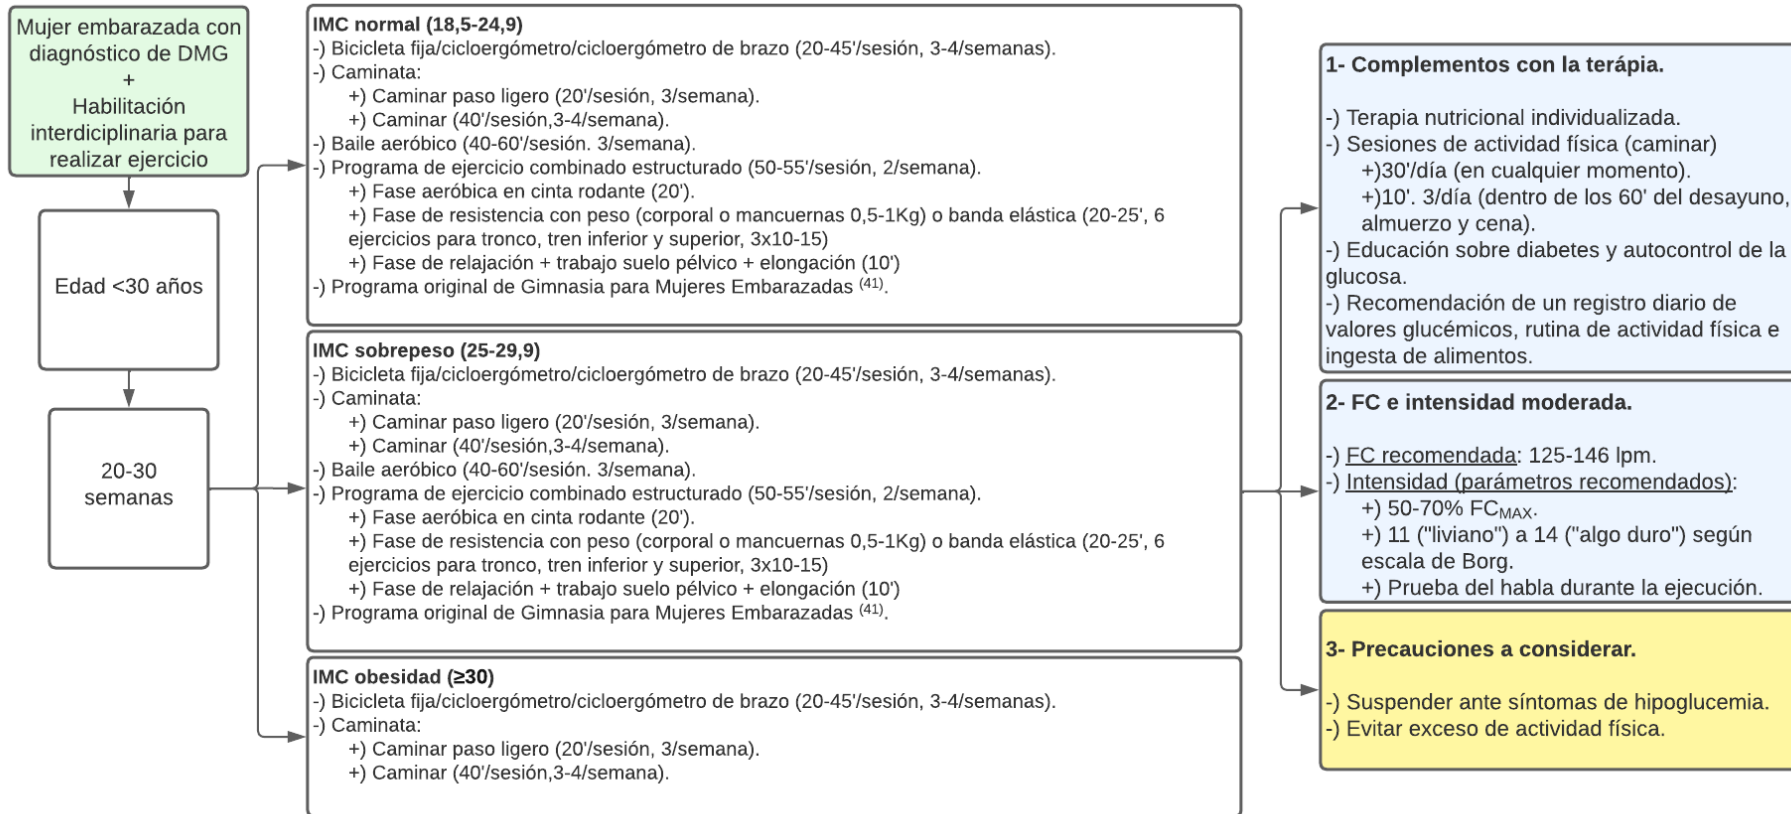 Mujer embarazada con
diagnóstico de DMG
+
Habilitación
interdiciplinaria para
realizar ejercicio
Edad <30 años
20-30
semanas
IMC normal (18,5-24,9)
-) Bicicleta fija/cicloergómetro/cicloergómetro de brazo (20-45'/sesión, 3-4/semanas).
-) Caminata:
+) Caminar paso ligero (20'/sesión, 3/semana).
+) Caminar (40'/sesión,3-4/semana).
-) Baile aeróbico (40-60'/sesión. 3/semana).
-) Programa de ejercicio combinado estructurado (50-55'/sesión, 2/semana).
+) Fase aeróbica en cinta rodante (20').
+) Fase de resistencia con peso (corporal o mancuernas 0,5-1Kg) o banda elástica (20-25', 6
ejercicios para tronco, tren inferior y superior, 3x10-15)
+) Fase de relajación + trabajo suelo pélvico + elongación (10')
-) Programa original de Gimnasia para Mujeres Embarazadas (41).
IMC sobrepeso (25-29,9)
-) Bicicleta fija/cicloergómetro/cicloergómetro de brazo (20-45'/sesión, 3-4/semanas).
-) Caminata:
+) Caminar paso ligero (20'/sesión, 3/semana).
+) Caminar (40'/sesión,3-4/semana).
-) Baile aeróbico (40-60'/sesión. 3/semana).
-) Programa de ejercicio combinado estructurado (50-55'/sesión, 2/semana).
+) Fase aeróbica en cinta rodante (20').
+) Fase de resistencia con peso (corporal o mancuernas 0,5-1Kg) o banda elástica (20-25', 6
ejercicios para tronco, tren inferior y superior, 3x10-15)
+) Fase de relajación + trabajo suelo pélvico + elongación (10')
-) Programa original de Gimnasia para Mujeres Embarazadas (41).
IMC obesidad (≥30)
-) Bicicleta fija/cicloergómetro/cicloergómetro de brazo (20-45'/sesión, 3-4/semanas).
-) Caminata:
+) Caminar paso ligero (20'/sesión, 3/semana).
+) Caminar (40'/sesión,3-4/semana).
1- Complementos con la terápia.
-) Terapia nutricional individualizada.
-) Sesiones de actividad física (caminar)
+)30'/día (en cualquier momento).
+)10'. 3/día (dentro de los 60' del desayuno,
almuerzo y cena).
-) Educación sobre diabetes y autocontrol de la
glucosa.
-) Recomendación de un registro diario de
valores glucémicos, rutina de actividad física e
ingesta de alimentos.
2- FC e intensidad moderada.
-) FC recomendada: 125-146 lpm.
-) Intensidad (parámetros recomendados):
+) 50-70% FCMAX.
+) 11 ("liviano") a 14 ("algo duro") según
escala de Borg.
+) Prueba del habla durante la ejecución.
3- Precauciones a considerar.
-) Suspender ante síntomas de hipoglucemia.
-) Evitar exceso de actividad física.